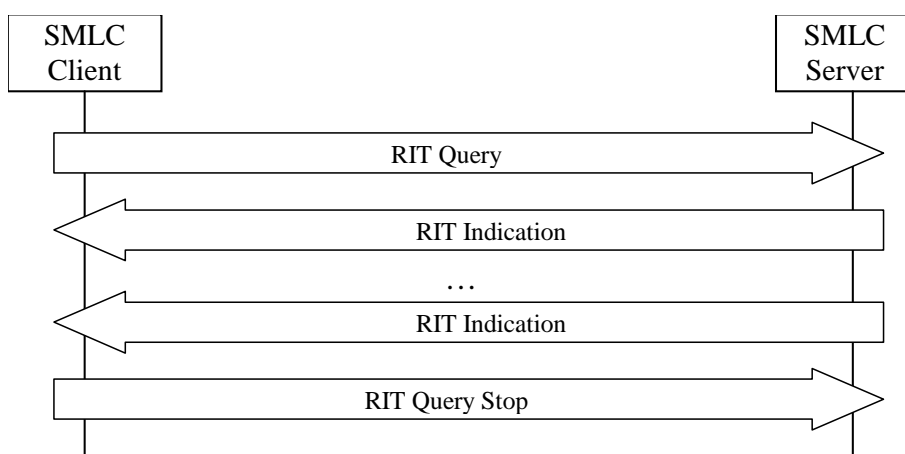 SMLC
Client
SMLC
Server
RIT Query
RIT Indication
...
RIT Indication
RIT Query Stop